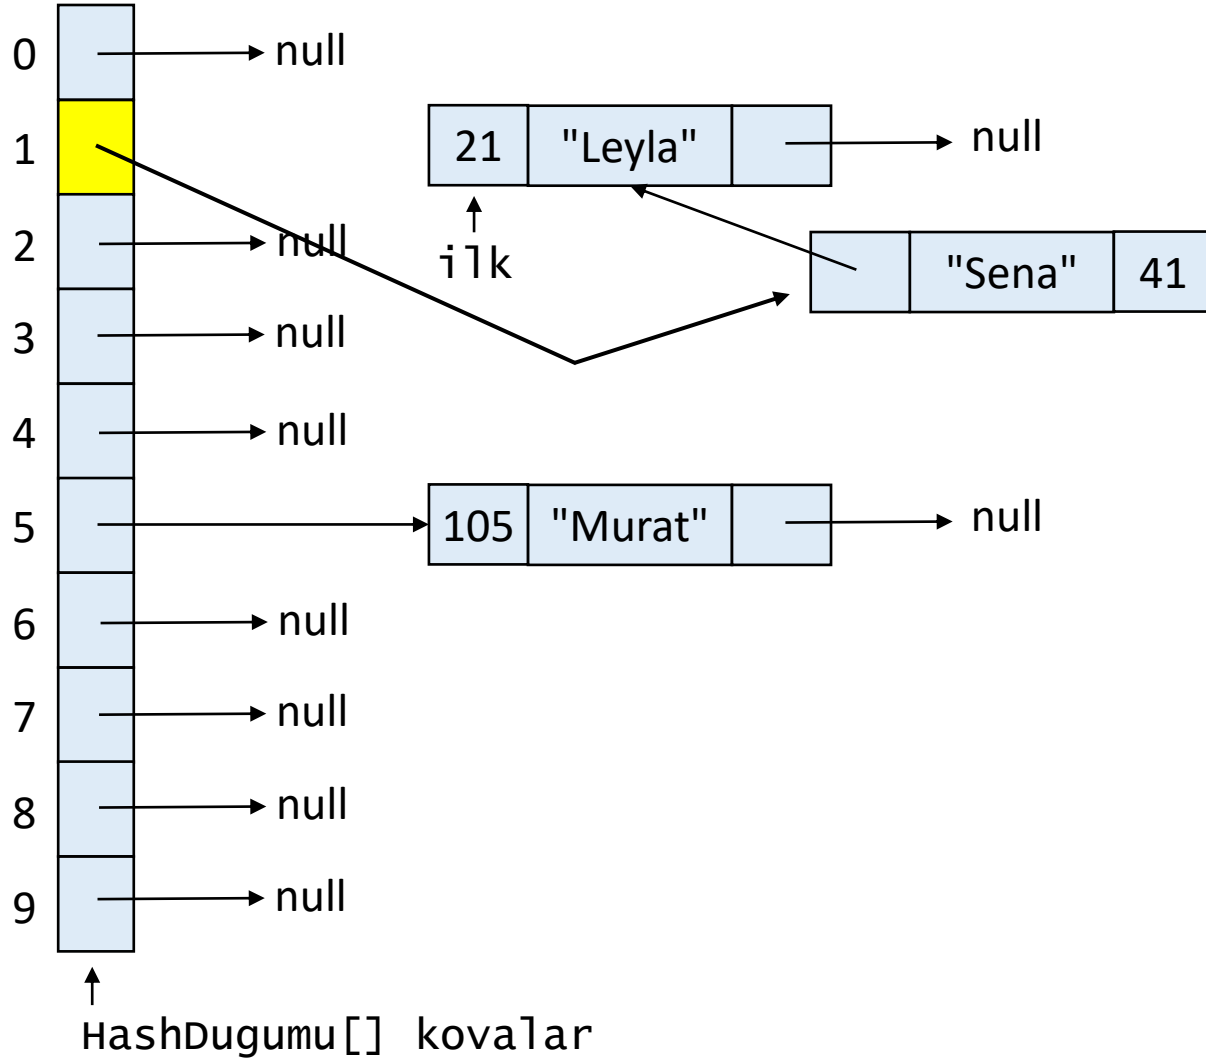 0 null
1 21 "Leyla" null
2 null ilk "Sena" 41
3 null
4 null
5 105 "Murat" null
6 null
7 null
8 null
9 null
HashDugumu[] kovalar